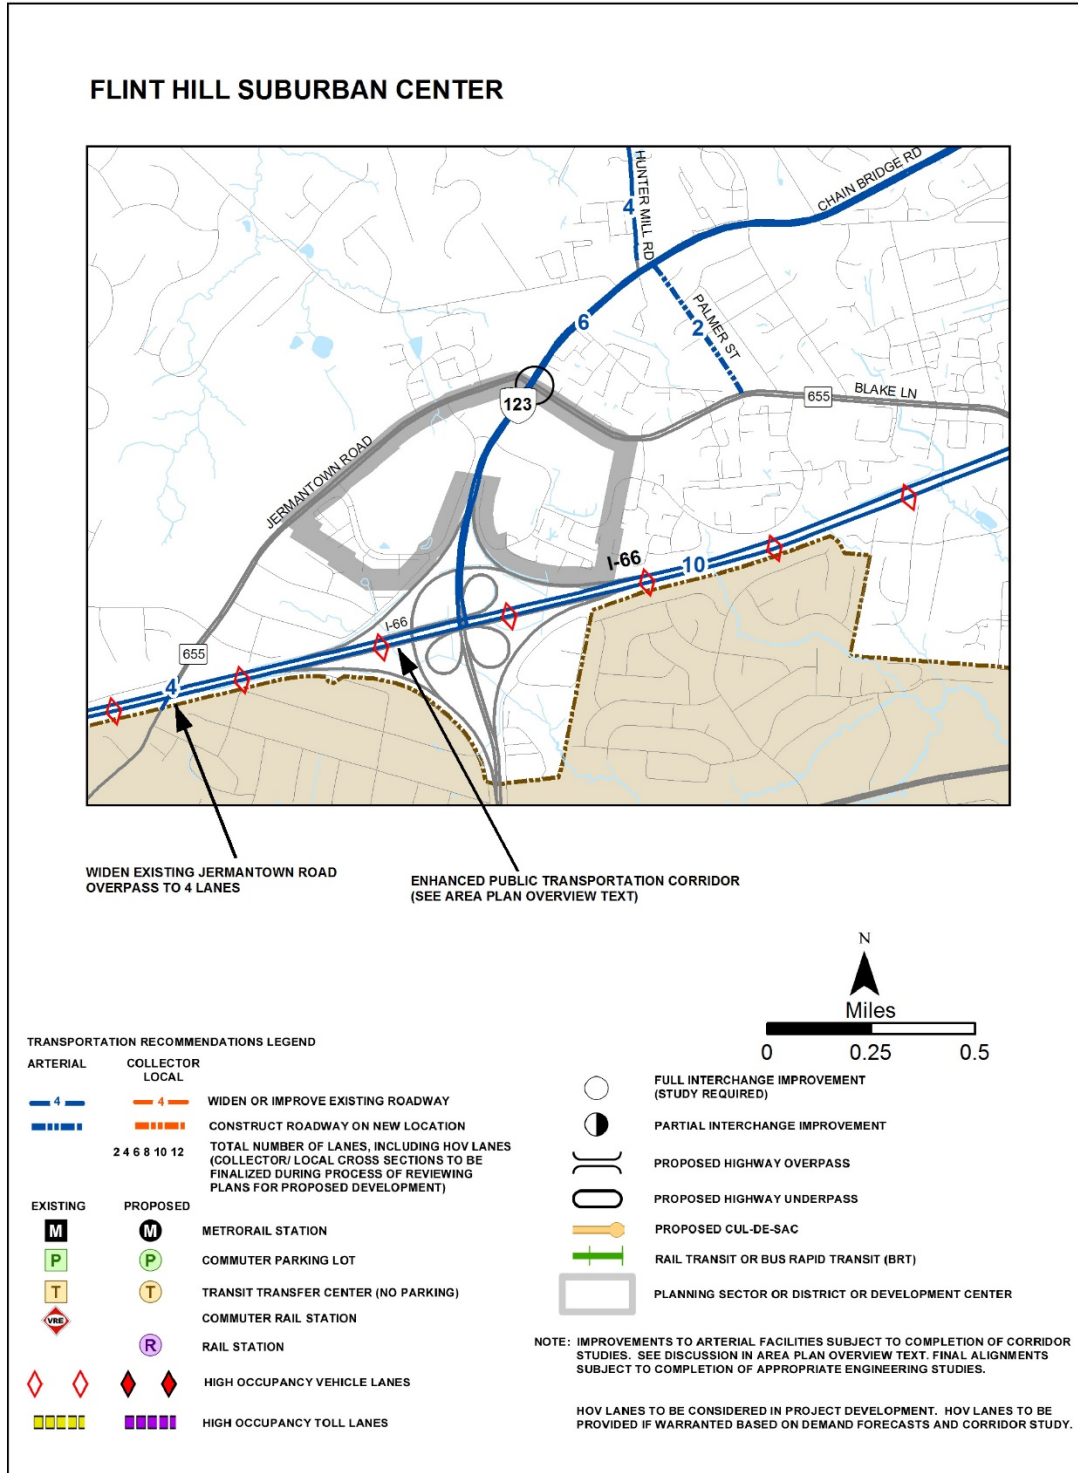 FLINT HILL SUBURBAN CENTER
HUNTER MILL RD
4
CHAIN BRIDGE RD
6
PALMER ST
2
123
655
BLAKE LN
JERMANTOWN ROAD
I-66
10
I-66
655
4
WIDEN EXISTING JERMANTOWN ROAD
OVERPASS TO 4 LANES
ENHANCED PUBLIC TRANSPORTATION CORRIDOR
(SEE AREA PLAN OVERVIEW TEXT)
N
Miles
0 0.25 0.5
TRANSPORTATION RECOMMENDATIONS LEGEND
ARTERIAL COLLECTOR
LOCAL
4 4 WIDEN OR IMPROVE EXISTING ROADWAY
CONSTRUCT ROADWAY ON NEW LOCATION
2 4 6 8 10 12 TOTAL NUMBER OF LANES, INCLUDING HOV LANES
(COLLECTOR/ LOCAL CROSS SECTIONS TO BE
FINALIZED DURING PROCESS OF REVIEWING
PLANS FOR PROPOSED DEVELOPMENT)
EXISTING PROPOSED
M M METRORAIL STATION
P P COMMUTER PARKING LOT
T T TRANSIT TRANSFER CENTER (NO PARKING)
VRE COMMUTER RAIL STATION
R RAIL STATION
HIGH OCCUPANCY VEHICLE LANES
HIGH OCCUPANCY TOLL LANES
FULL INTERCHANGE IMPROVEMENT
(STUDY REQUIRED)
PARTIAL INTERCHANGE IMPROVEMENT
PROPOSED HIGHWAY OVERPASS
PROPOSED HIGHWAY UNDERPASS
PROPOSED CUL-DE-SAC
RAIL TRANSIT OR BUS RAPID TRANSIT (BRT)
PLANNING SECTOR OR DISTRICT OR DEVELOPMENT CENTER
NOTE: IMPROVEMENTS TO ARTERIAL FACILITIES SUBJECT TO COMPLETION OF CORRIDOR
STUDIES. SEE DISCUSSION IN AREA PLAN OVERVIEW TEXT. FINAL ALIGNMENTS
SUBJECT TO COMPLETION OF APPROPRIATE ENGINEERING STUDIES.
HOV LANES TO BE CONSIDERED IN PROJECT DEVELOPMENT. HOV LANES TO BE
PROVIDED IF WARRANTED BASED ON DEMAND FORECASTS AND CORRIDOR STUDY.